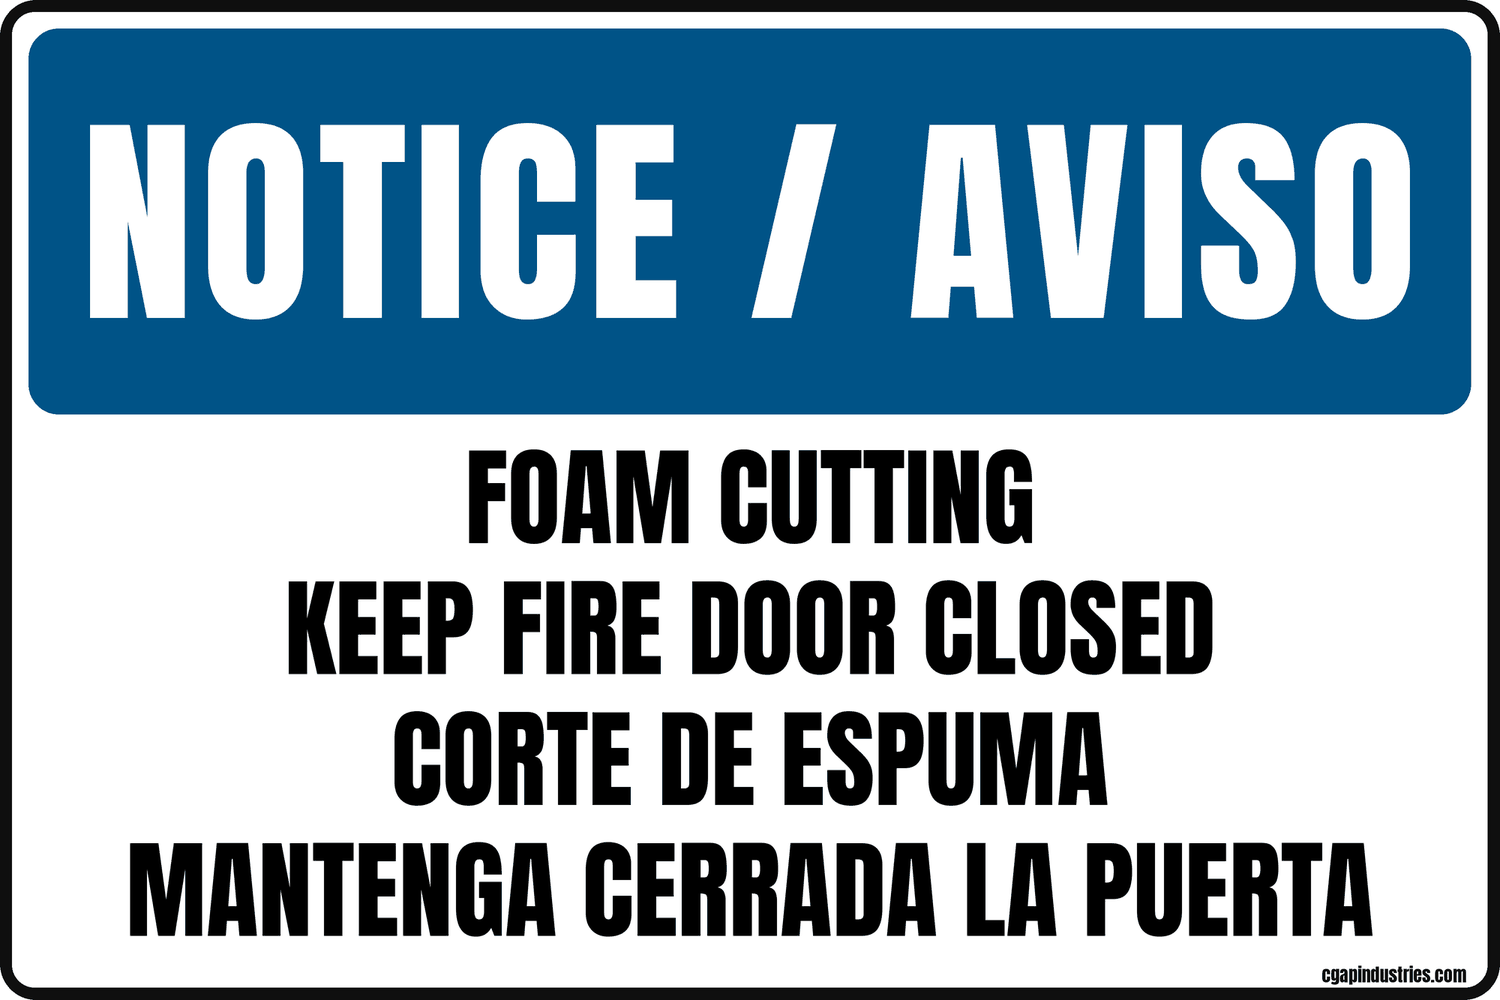 NOTICE / AVISO
FOAM CUTTING
KEEP FIRE DOOR CLOSED
CORTE DE ESPUMA
MANTENGA CERRADA LA PUERTA
cgapindustries.com